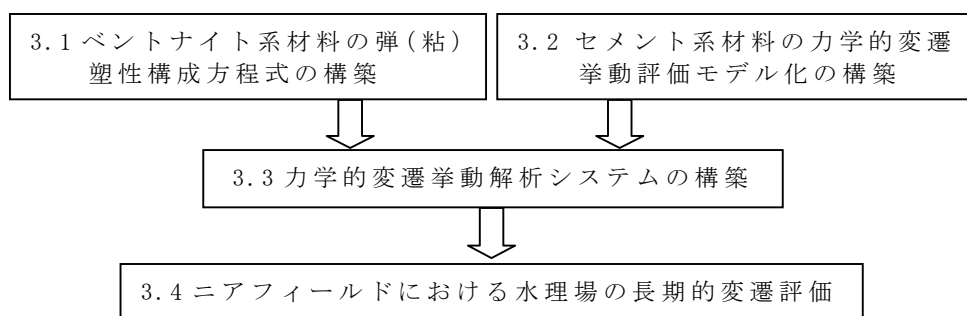 3.1 ベントナイト系材料の弾(粘)
塑性構成方程式の構築
3.2 セメント系材料の力学的変遷
挙動評価モデル化の構築
3.3 力学的変遷挙動解析システムの構築
3.4 ニアフィールドにおける水理場の長期的変遷評価